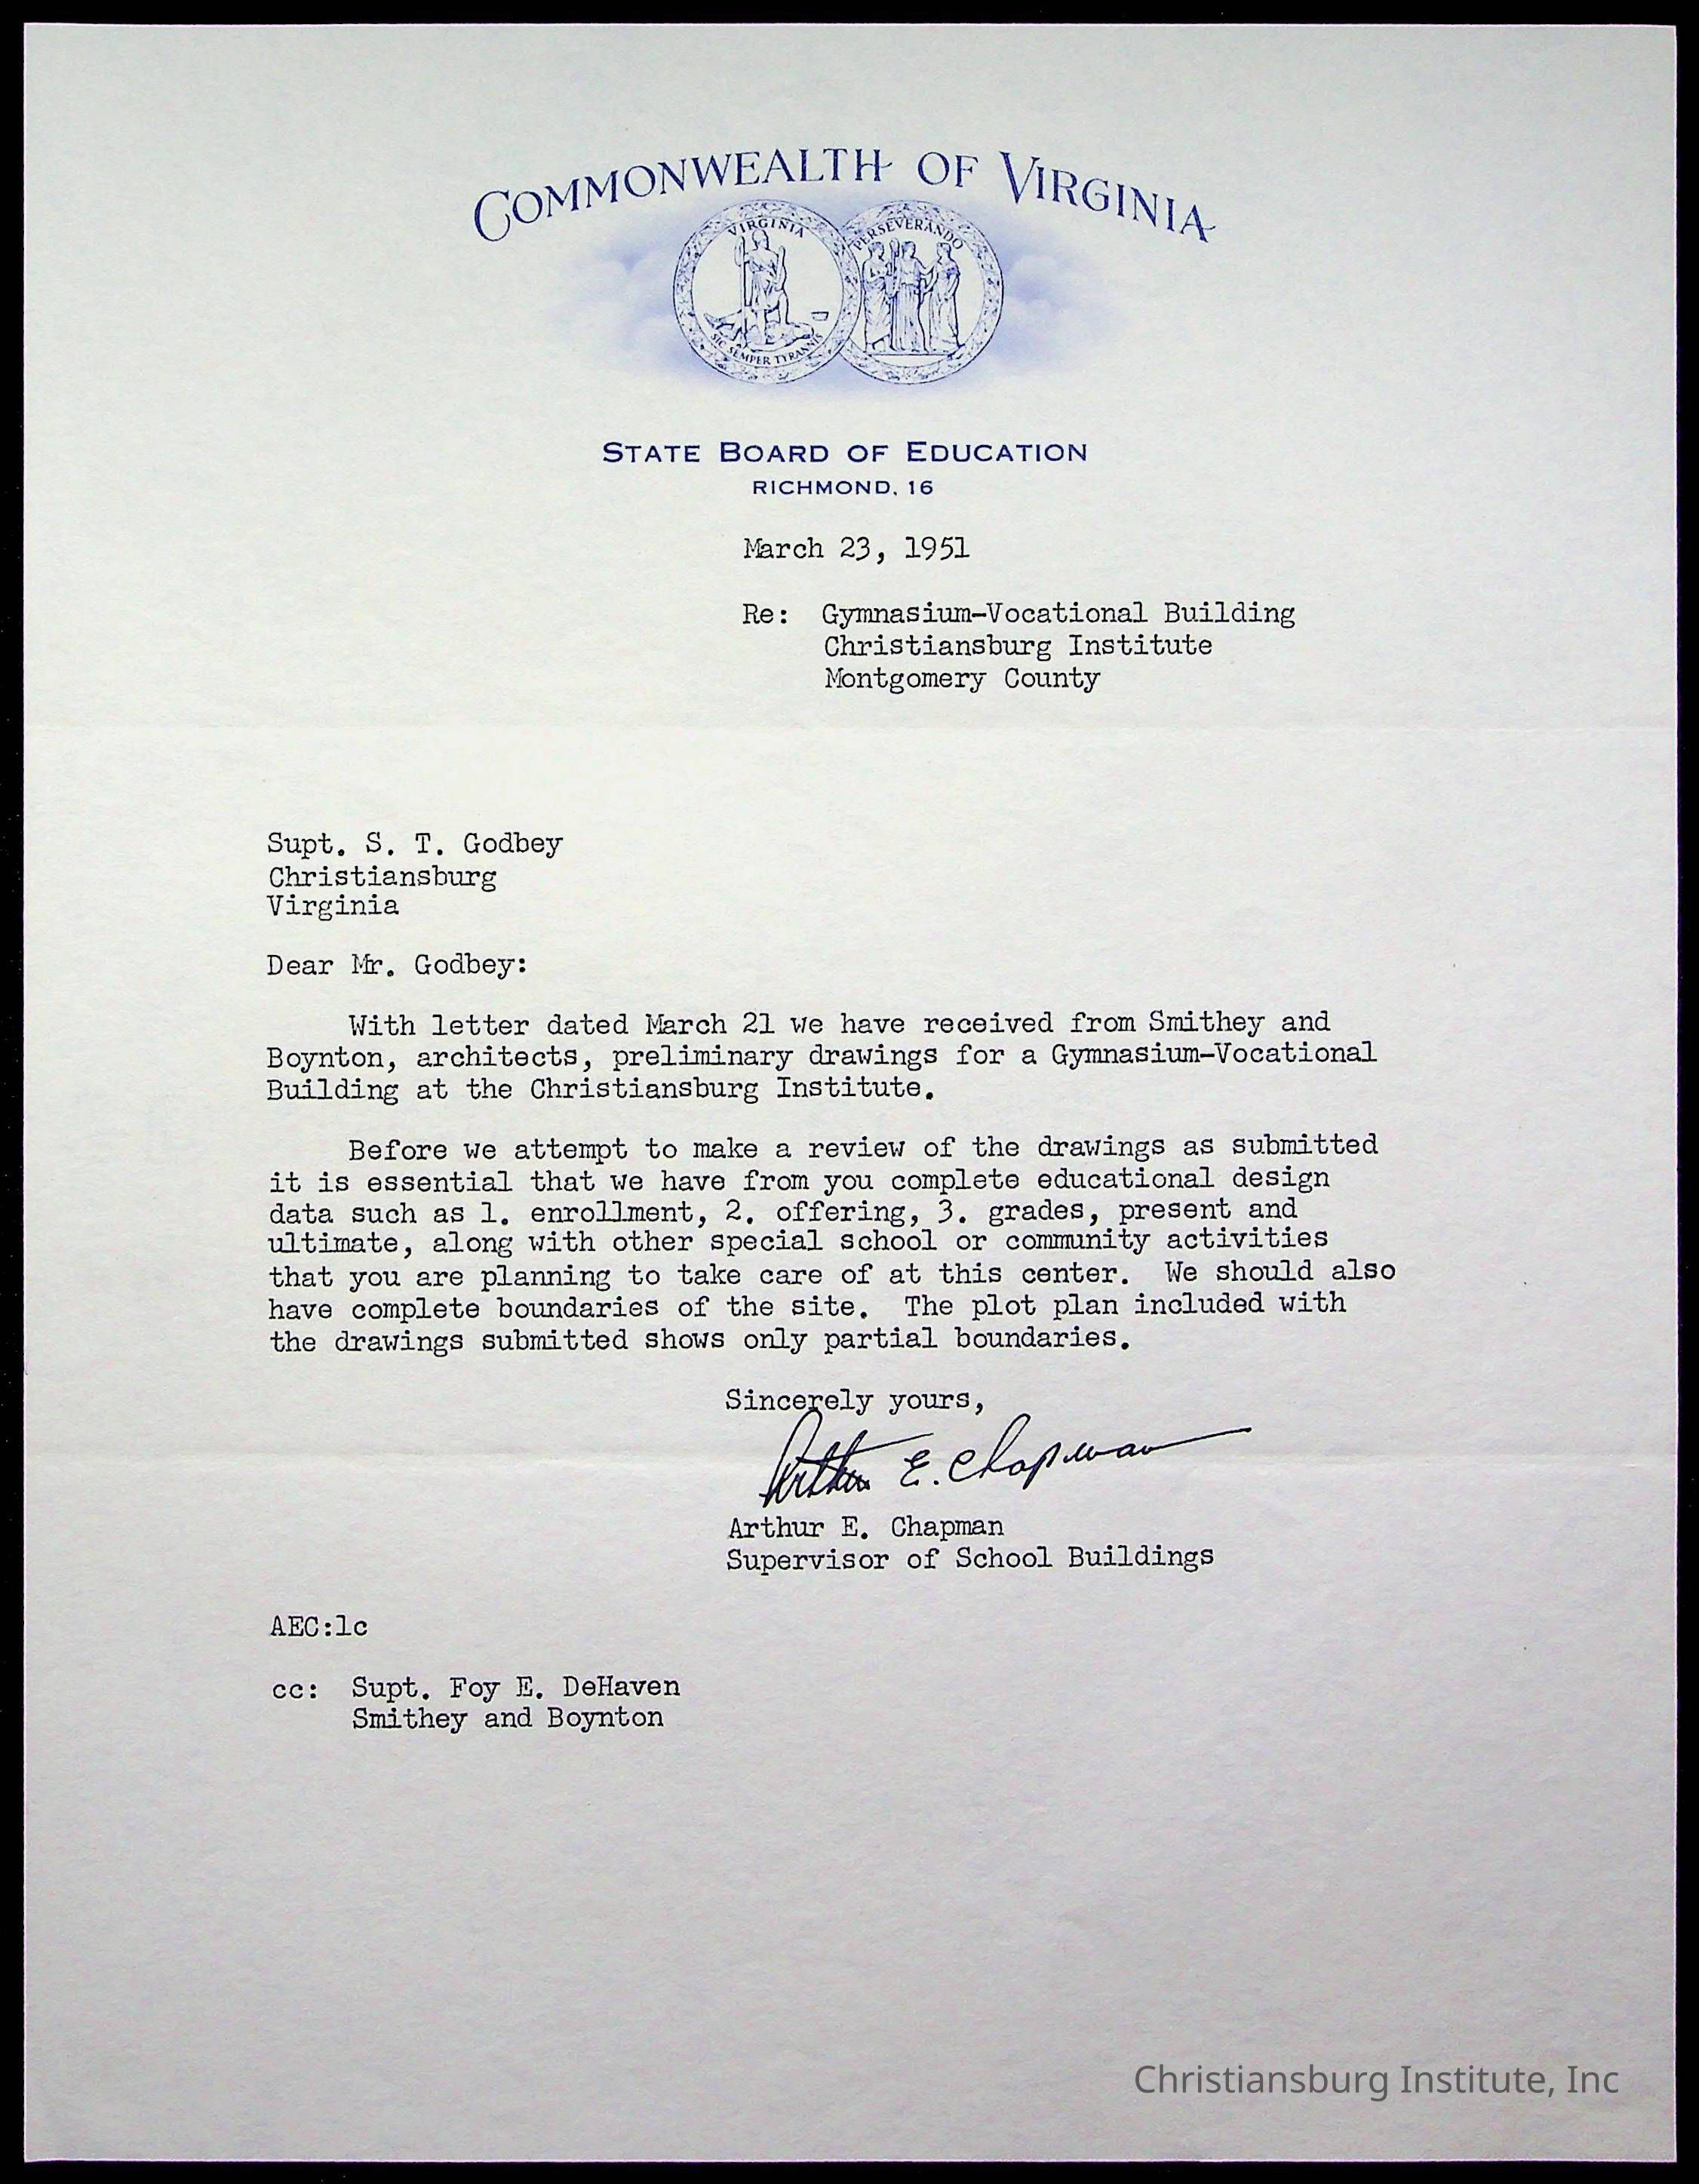 COMMONWEALTH OF VIRGINIA
VIRGINIA
PERSEVERANDO
SIC SEMPER TYRANNIS
STATE BOARD OF EDUCATION
RICHMOND, 16
March 23, 1951
Re: Gymnasium-Vocational Building
Christiansburg Institute
Montgomery County
Supt. S. T. Godbey
Christiansburg
Virginia
Dear Mr. Godbey:
With letter dated March 21 we have received from Smithey and
Boynton, architects, preliminary drawings for a Gymnasium-Vocational
Building at the Christiansburg Institute.
Before we attempt to make a review of the drawings as submitted
it is essential that we have from you complete educational design
data such as 1. enrollment, 2. offering, 3. grades, present and
ultimate, along with other special school or community activities
that you are planning to take care of at this center. We should also
have complete boundaries of the site. The plot plan included with
the drawings submitted shows only partial boundaries.
Sincerely yours,
Arthur E. Chapman
Arthur E. Chapman
Supervisor of School Buildings
AEC:lc
cc: Supt. Foy E. DeHaven
Smithey and Boynton
Christiansburg Institute, Inc